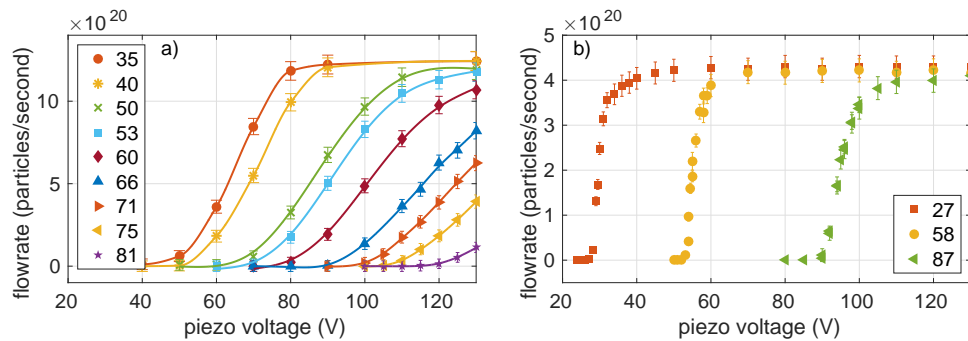 ×10 20
a)
35
40
50
53
60
66
71
75
81
10
5
0
20 40 60 80 100 120
flowrate (particles/second)
piezo voltage (V)
×10 20
b)
5
4
3
2
1
0
27
58
87
20 40 60 80 100 120
flowrate (particles/second)
piezo voltage (V)